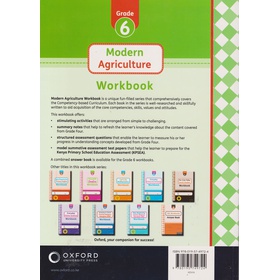 Grade
6
Modern
Agriculture
Workbook
Modern Agriculture Workbook is a unique fun-filled series that comprehensively covers
the Competency-based Curriculum. Each book in the series is well researched and skilfully
written to aid acquisition of the core competencies, skills, values and attitudes.
This workbook offers:
• stimulating activities that are arranged from simple to challenging.
• summary notes that help to refresh the learner's knowledge about the content covered
from Grade Four.
• structured assessment questions that enable the learner to measure his or her
progress in understanding concepts developed from Grade Four.
• model summative assessment test papers that help the learner to prepare for the
Kenya Primary School Education Assessment (KPSEA).
A combined answer book is available for the Grade 6 workbooks.
Other titles in this workbook series:
Oxford, your companion for success!
OXFORD
UNIVERSITY PRESS